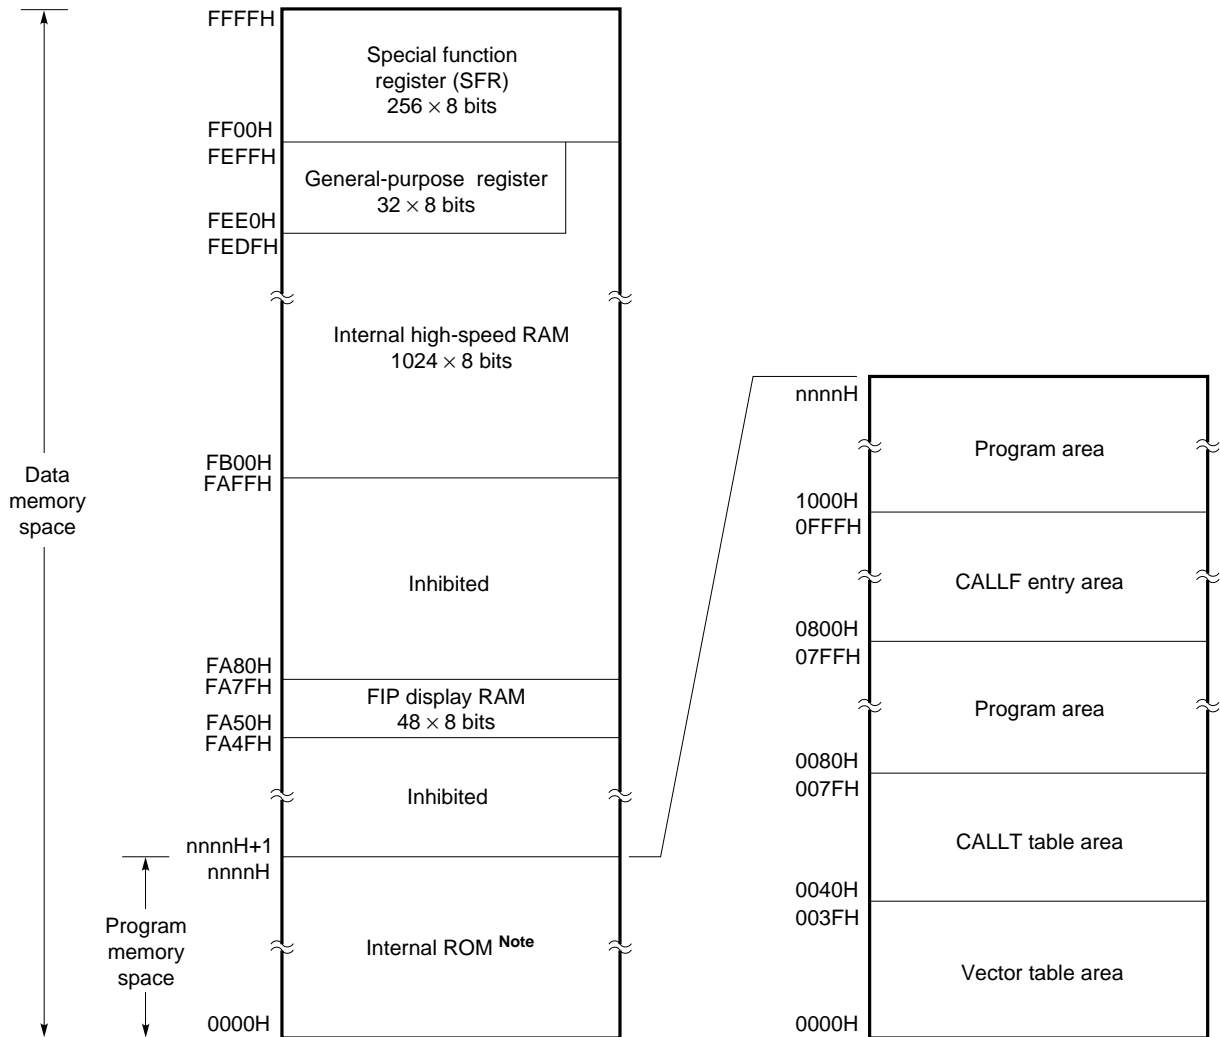 FFFFH
Special function
register (SFR)
256 × 8 bits
FF00H
FEFFH
General-purpose register
32 × 8 bits
FEE0H
FEDFH
Internal high-speed RAM
1024 × 8 bits
FB00H
FAFFH
Data
memory
space
Inhibited
FA80H
FA7FH
FIP display RAM
48 × 8 bits
FA50H
FA4FH
Inhibited
nnnnH+1
nnnnH
Program
memory
space
Internal ROM Note
0000H
nnnnH
Program area
1000H
0FFFH
CALLF entry area
0800H
07FFH
Program area
0080H
007FH
CALLT table area
0040H
003FH
Vector table area
0000H